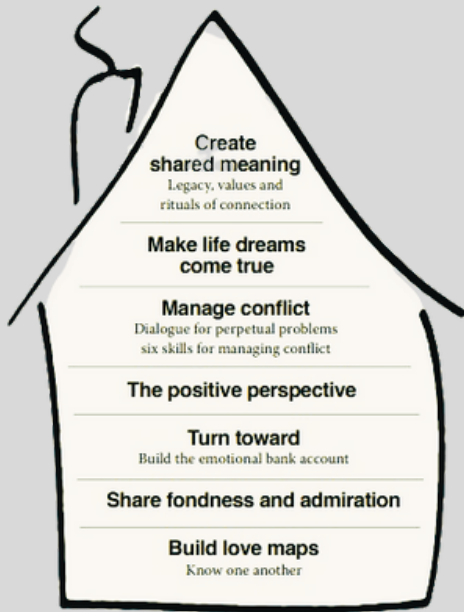 Create
shared meaning
Legacy, values and
rituals of connection
Make life dreams
come true
Manage conflict
Dialogue for perpetual problems
six skills for managing conflict
The positive perspective
Turn toward
Build the emotional bank account
Share fondness and admiration
Build love maps
Know one another